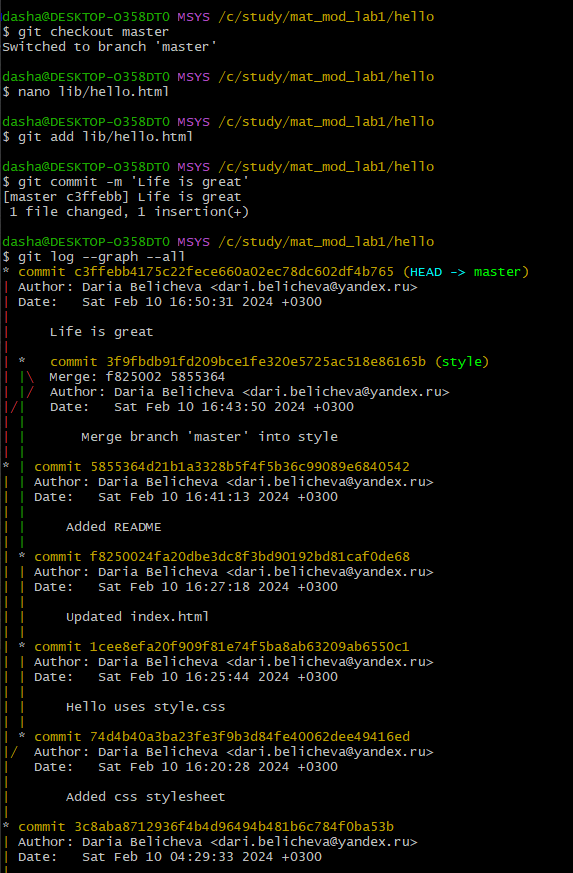 dasha@DESKTOP-O358DT0 MSYS /c/study/mat_mod_lab1/hello
$ git checkout master
Switched to branch 'master'
dasha@DESKTOP-O358DT0 MSYS /c/study/mat_mod_lab1/hello
$ nano lib/hello.html
dasha@DESKTOP-O358DT0 MSYS /c/study/mat_mod_lab1/hello
$ git add lib/hello.html
dasha@DESKTOP-O358DT0 MSYS /c/study/mat_mod_lab1/hello
$ git commit -m 'Life is great'
[master c3ffebb] Life is great
 1 file changed, 1 insertion(+)
dasha@DESKTOP-O358DT0 MSYS /c/study/mat_mod_lab1/hello
$ git log --graph --all
* commit c3ffebb4175c22fece660a02ec78dc602df4b765 (HEAD -> master)
| Author: Daria Belicheva <dari.belicheva@yandex.ru>
| Date:   Sat Feb 10 16:50:31 2024 +0300
|
|     Life is great
|
| *   commit 3f9fbdb91fd209bce1fe320e5725ac518e86165b (style)
| |\  Merge: f825002 5855364
| |/  Author: Daria Belicheva <dari.belicheva@yandex.ru>
|/|   Date:   Sat Feb 10 16:43:50 2024 +0300
| |
| |       Merge branch 'master' into style
| |
* | commit 5855364d21b1a3328b5f4f5b36c99089e6840542
| | Author: Daria Belicheva <dari.belicheva@yandex.ru>
| | Date:   Sat Feb 10 16:41:13 2024 +0300
| |
| |     Added README
| |
| * commit f8250024fa20dbe3dc8f3bd90192bd81caf0de68
| | Author: Daria Belicheva <dari.belicheva@yandex.ru>
| | Date:   Sat Feb 10 16:27:18 2024 +0300
| |
| |     Updated index.html
| |
| * commit 1cee8efa20f909f81e74f5ba8ab63209ab6550c1
| | Author: Daria Belicheva <dari.belicheva@yandex.ru>
| | Date:   Sat Feb 10 16:25:44 2024 +0300
| |
| |     Hello uses style.css
| |
| * commit 74d4b40a3ba23fe3f9b3d84fe40062dee49416ed
|/  Author: Daria Belicheva <dari.belicheva@yandex.ru>
|   Date:   Sat Feb 10 16:20:28 2024 +0300
|
|       Added css stylesheet
|
* commit 3c8aba8712936f4b4d96494b481b6c784f0ba53b
| Author: Daria Belicheva <dari.belicheva@yandex.ru>
| Date:   Sat Feb 10 04:29:33 2024 +0300
|